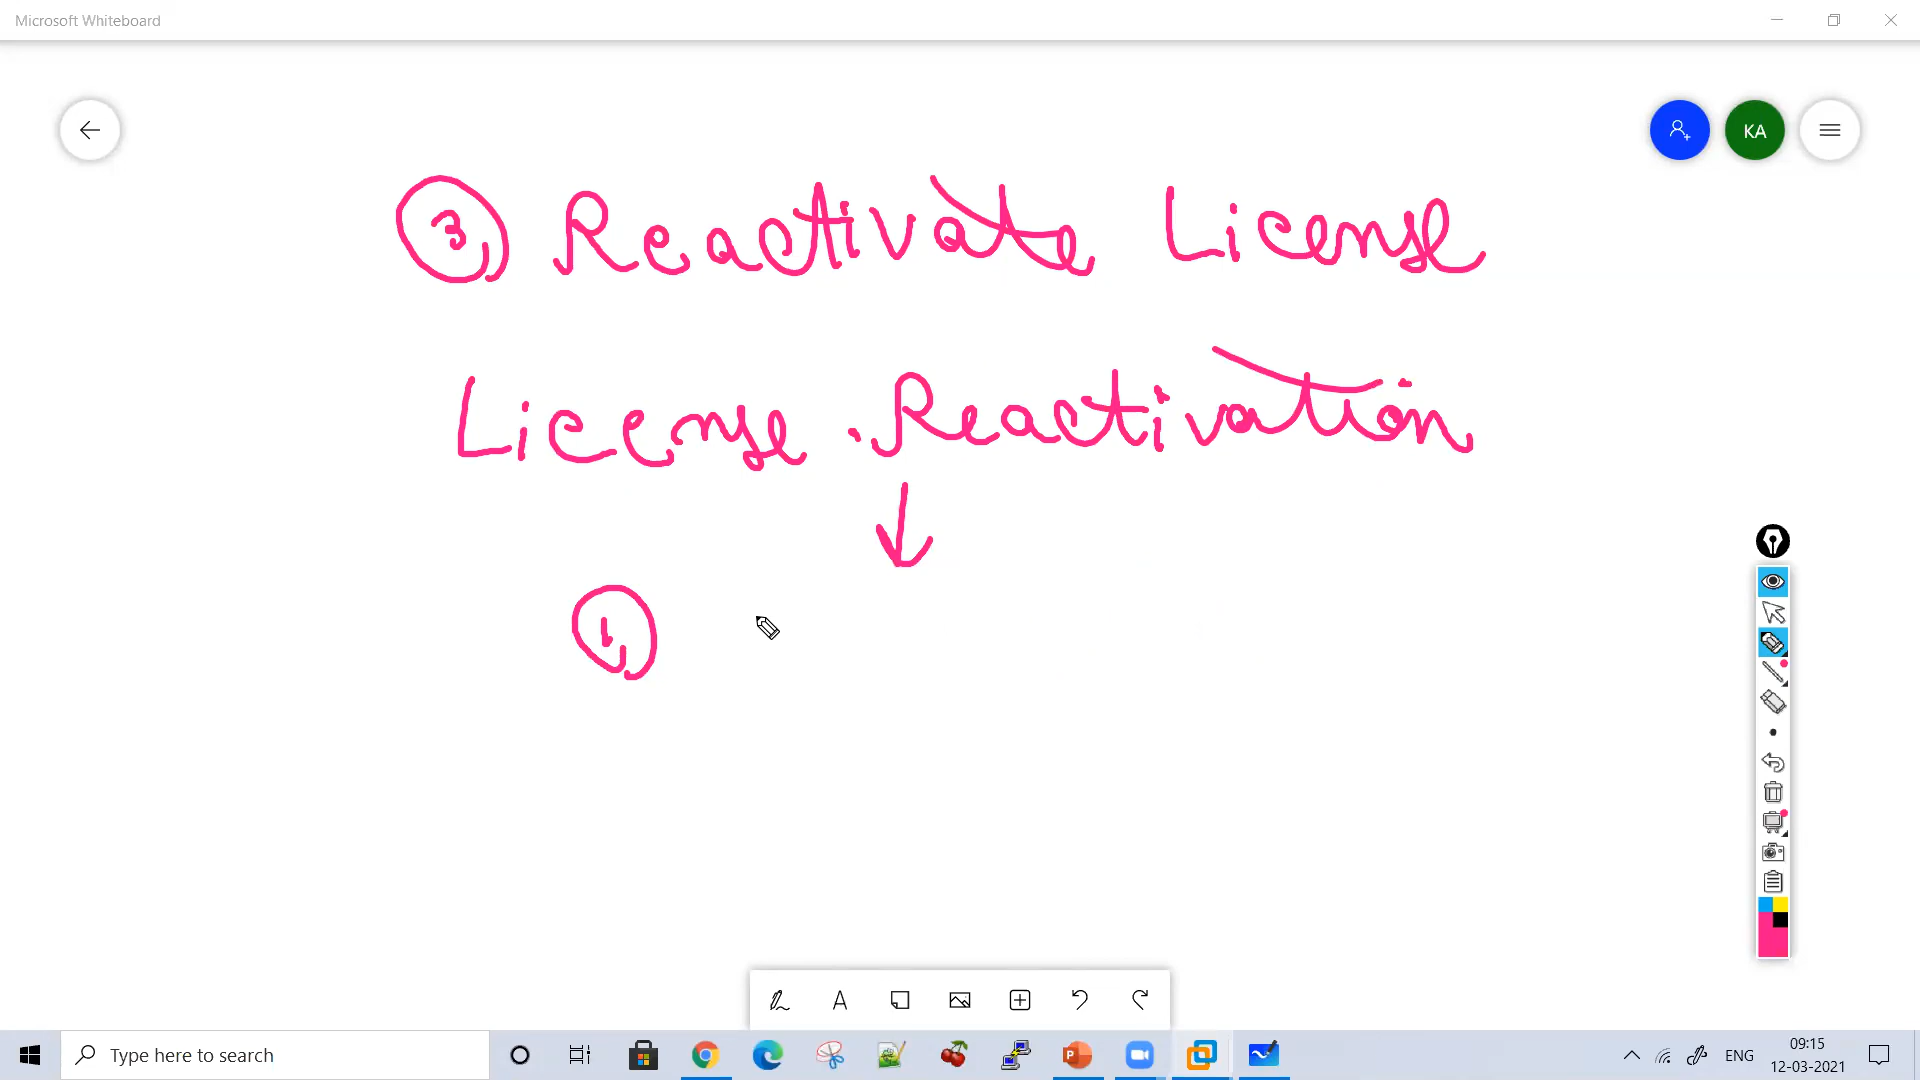 Microsoft Whiteboard
KA
3) Reactivate License
License Reactivation
↓
1)
A
Type here to search
ENG
09:15
12-03-2021